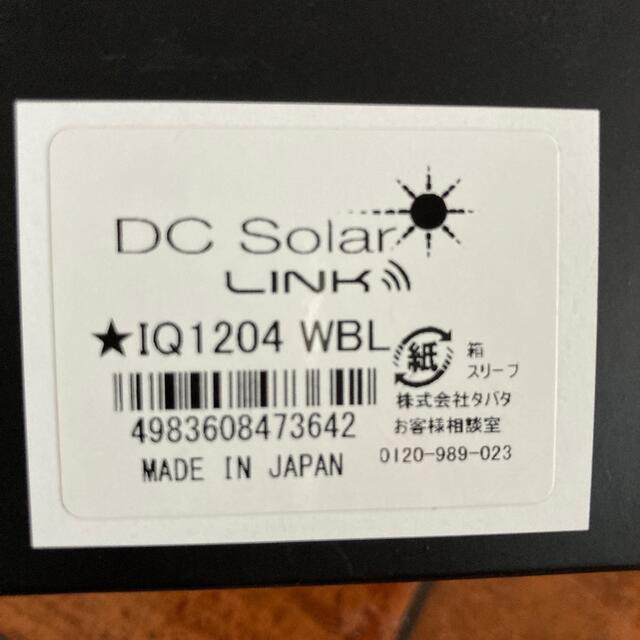 DC Solar
LINK
★IQ1204 WBL
紙
箱
スリーブ
4983608473642
MADE IN JAPAN
株式会社タバタ
お客様相談室
0120-989-023